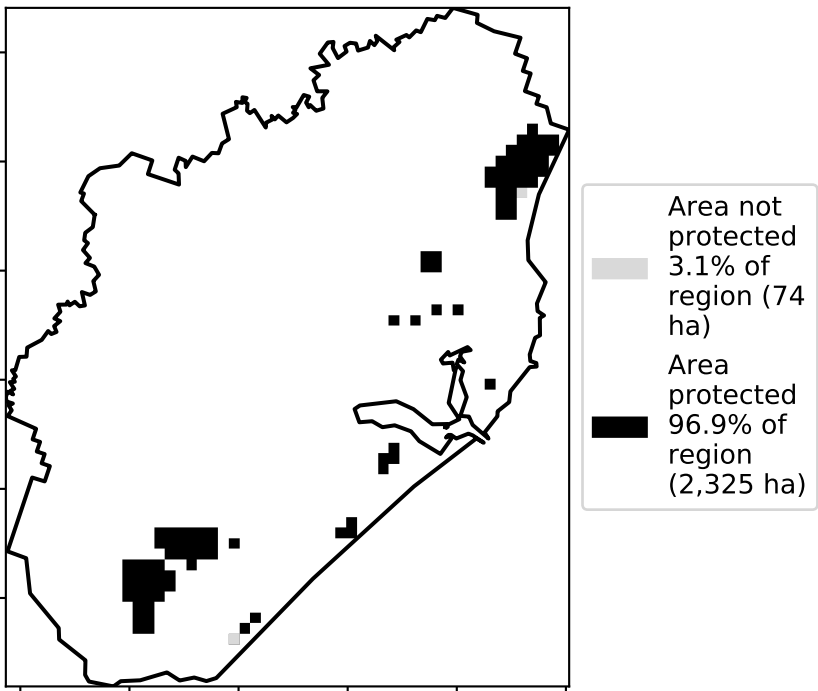 Area not
protected
3.1% of
region (74
ha)
Area
protected
96.9% of
region
(2,325 ha)